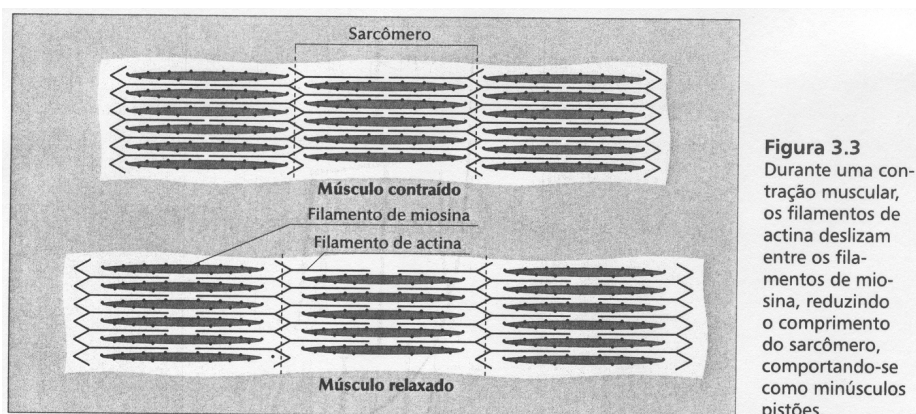 Sarcômero
Músculo contraído
Filamento de miosina
Filamento de actina
Músculo relaxado
Figura 3.3
Durante uma con-
tração muscular,
os filamentos de
actina deslizam
entre os fila-
mentos de mio-
sina, reduzindo
o comprimento
do sarcômero,
comportando-se
como minúsculos
pistões